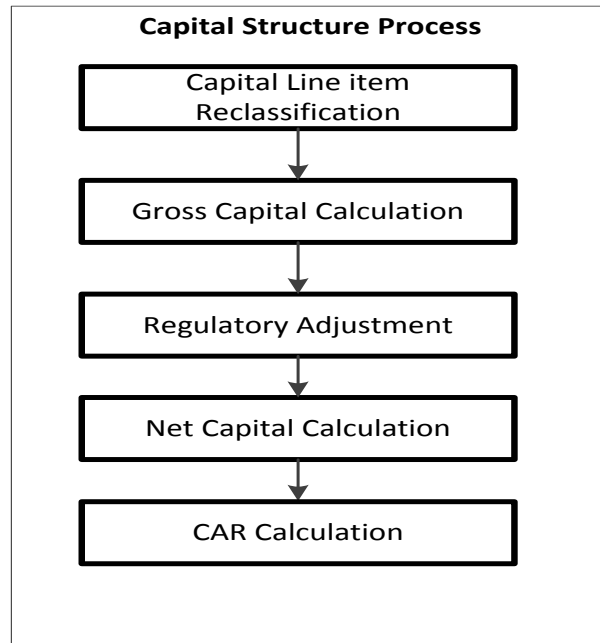 Capital Structure Process
Capital Line item
Reclassification
Gross Capital Calculation
Regulatory Adjustment
Net Capital Calculation
CAR Calculation